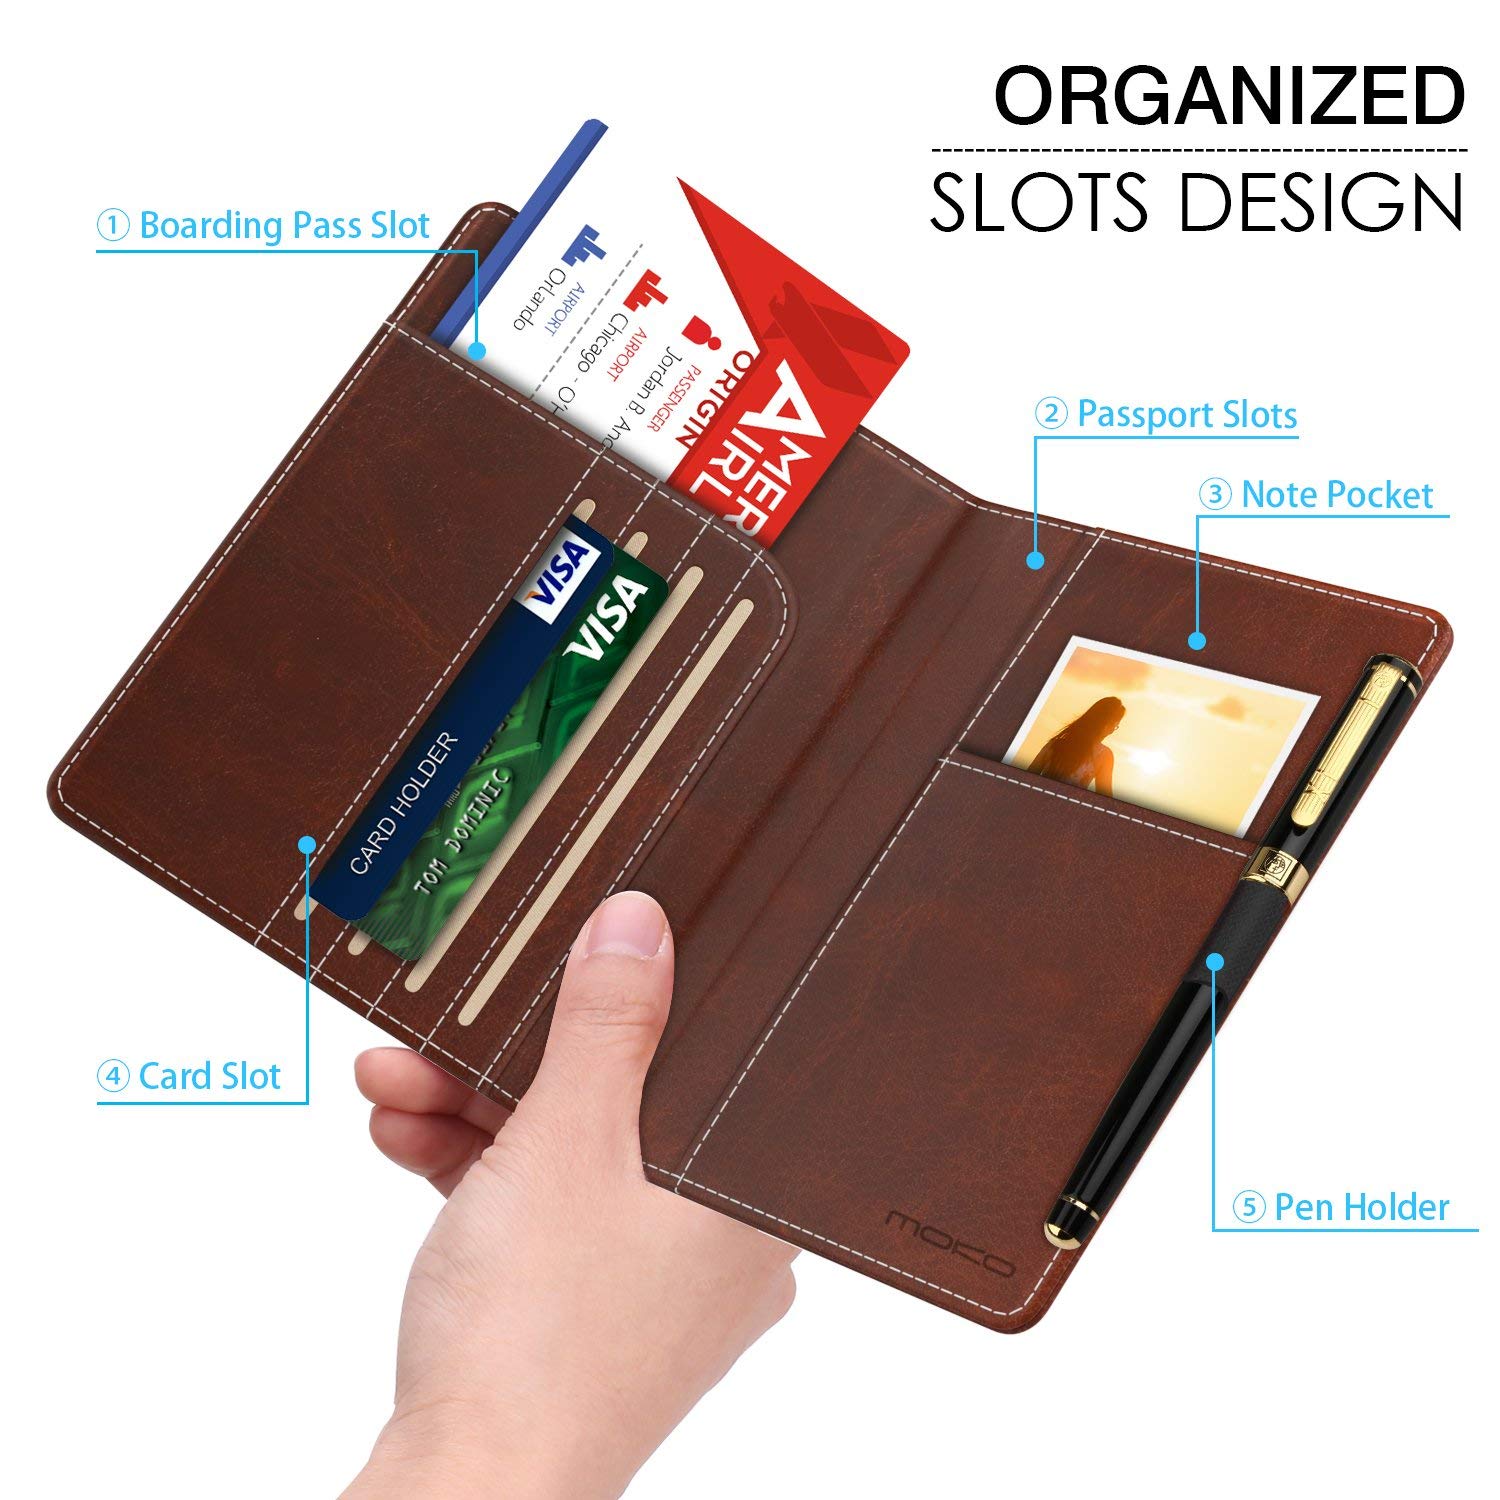 ORGANIZED
SLOTS DESIGN
① Boarding Pass Slot
② Passport Slots
③ Note Pocket
④ Card Slot
⑤ Pen Holder
AIRPORT
Orlando
AIRPORT
Chicago - O'H
PASSENGER
Jordan B. And
ORIGIN
AMER
AIRL
VISA
VISA
CARD HOLDER
TOM DOMINIC
moko